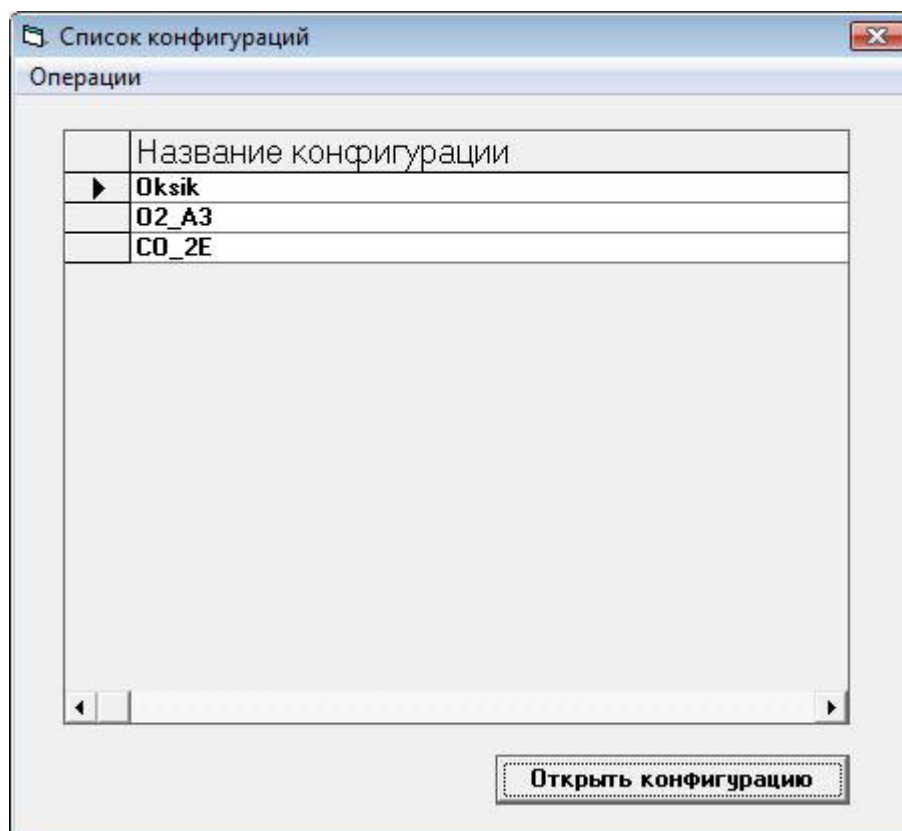 Список конфигураций
Операции
Название конфигурации
Oksik
O2_A3
CO_2E
Открыть конфигурацию